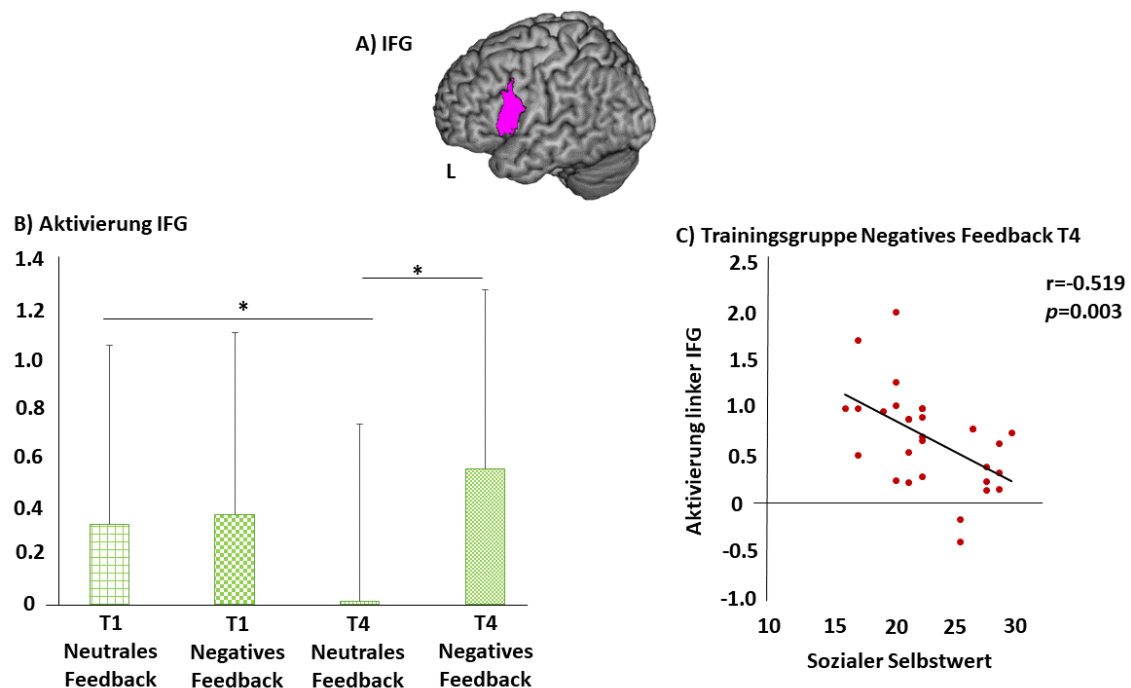 A) IFG
L
B) Aktivierung IFG
1.4
1.2
1.0
0.8
0.6
0.4
0.2
0
*
*
T1
Neutrales
Feedback
T1
Negatives
Feedback
T4
Neutrales
Feedback
T4
Negatives
Feedback
C) Trainingsgruppe Negatives Feedback T4
r=-0.519
p=0.003
Aktivierung linker IFG
2.5
2.0
1.5
1.0
0.5
0
-0.5
-1.0
10 15 20 25 30
Sozialer Selbstwert